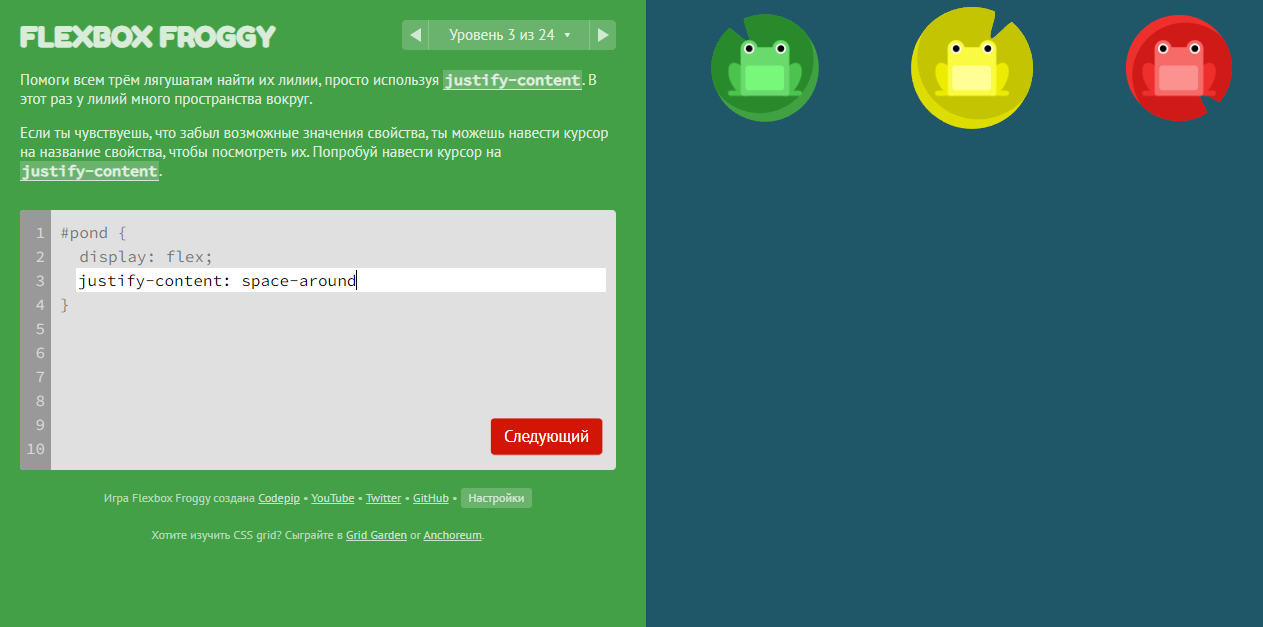 FLEXBOX FROGGY
Уровень 3 из 24
Помоги всем трём лягушатам найти их лилии, просто используя justify-content. В
этот раз у лилий много пространства вокруг.
Если ты чувствуешь, что забыл возможные значения свойства, ты можешь навести курсор
на название свойства, чтобы посмотреть их. Попробуй навести курсор на
justify-content.
1 #pond {
2 display: flex;
3 justify-content: space-around
4 }
5
6
7
8
9
10
Следующий
Игра Flexbox Froggy создана Codepip • YouTube • Twitter • GitHub • Настройки
Хотите изучить CSS grid? Сыграйте в Grid Garden or Anchoreum.